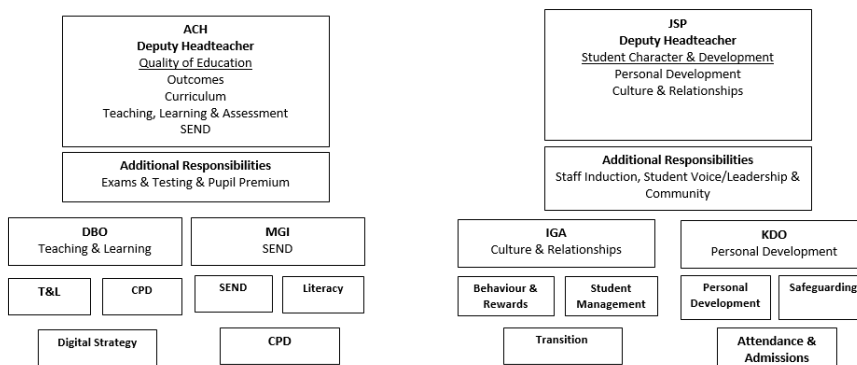 ACH
Deputy Headteacher
Quality of Education
Outcomes
Curriculum
Teaching, Learning & Assessment
SEND
Additional Responsibilities
Exams & Testing & Pupil Premium
DBO
Teaching & Learning
MGI
SEND
T&L
CPD
SEND
Literacy
Digital Strategy
CPD
JSP
Deputy Headteacher
Student Character & Development
Personal Development
Culture & Relationships
Additional Responsibilities
Staff Induction, Student Voice/Leadership &
Community
IGA
Culture & Relationships
KDO
Personal Development
Behaviour &
Rewards
Student
Management
Personal
Development
Safeguarding
Transition
Attendance &
Admissions